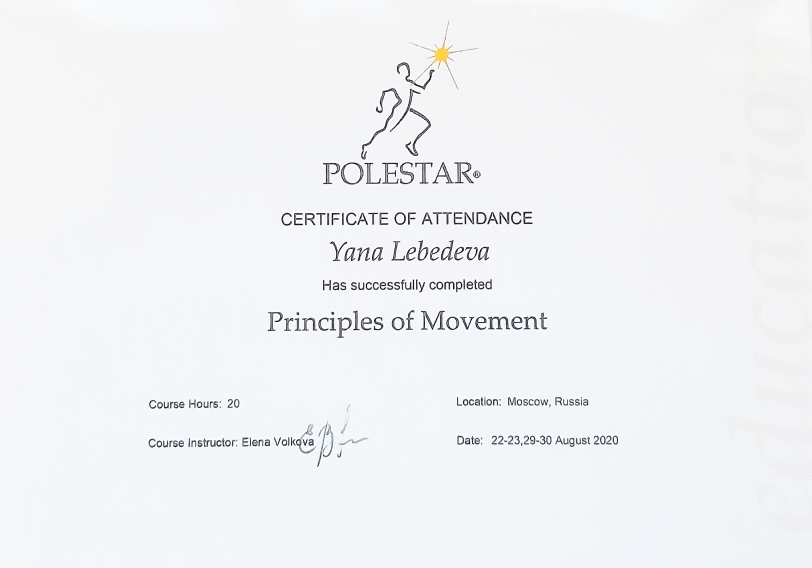 POLESTAR®
CERTIFICATE OF ATTENDANCE
Yana Lebedeva
Has successfully completed
Principles of Movement
Course Hours: 20
Location: Moscow, Russia
Course Instructor: Elena Volkova
Date: 22-23,29-30 August 2020
education